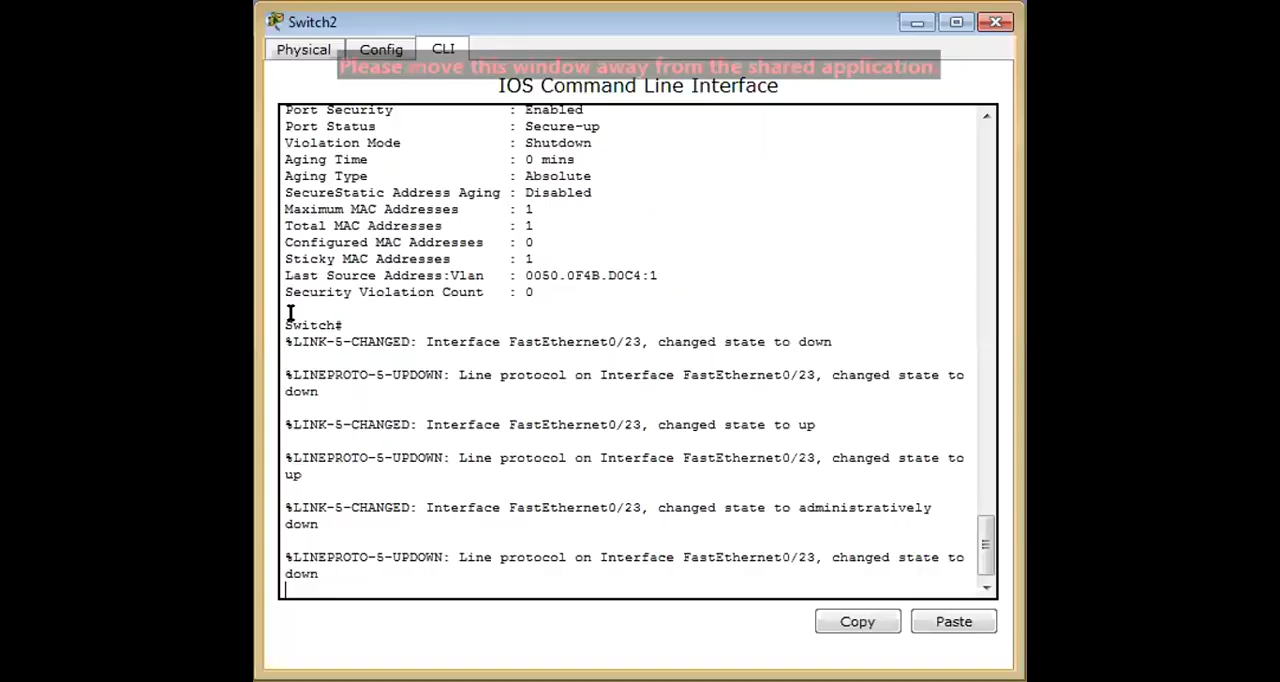 Switch2
Physical Config CLI
Please move this window away from the shared application.
IOS Command Line Interface
Port Security : Enabled
Port Status : Secure-up
Violation Mode : Shutdown
Aging Time : 0 mins
Aging Type : Absolute
SecureStatic Address Aging : Disabled
Maximum MAC Addresses : 1
Total MAC Addresses : 1
Configured MAC Addresses : 0
Sticky MAC Addresses : 1
Last Source Address:Vlan : 0050.0F4B.D0C4:1
Security Violation Count : 0
Switch#
%LINK-5-CHANGED: Interface FastEthernet0/23, changed state to down
%LINEPROTO-5-UPDOWN: Line protocol on Interface FastEthernet0/23, changed state to
down
%LINK-5-CHANGED: Interface FastEthernet0/23, changed state to up
%LINEPROTO-5-UPDOWN: Line protocol on Interface FastEthernet0/23, changed state to
up
%LINK-5-CHANGED: Interface FastEthernet0/23, changed state to administratively
down
%LINEPROTO-5-UPDOWN: Line protocol on Interface FastEthernet0/23, changed state to
down
Copy Paste